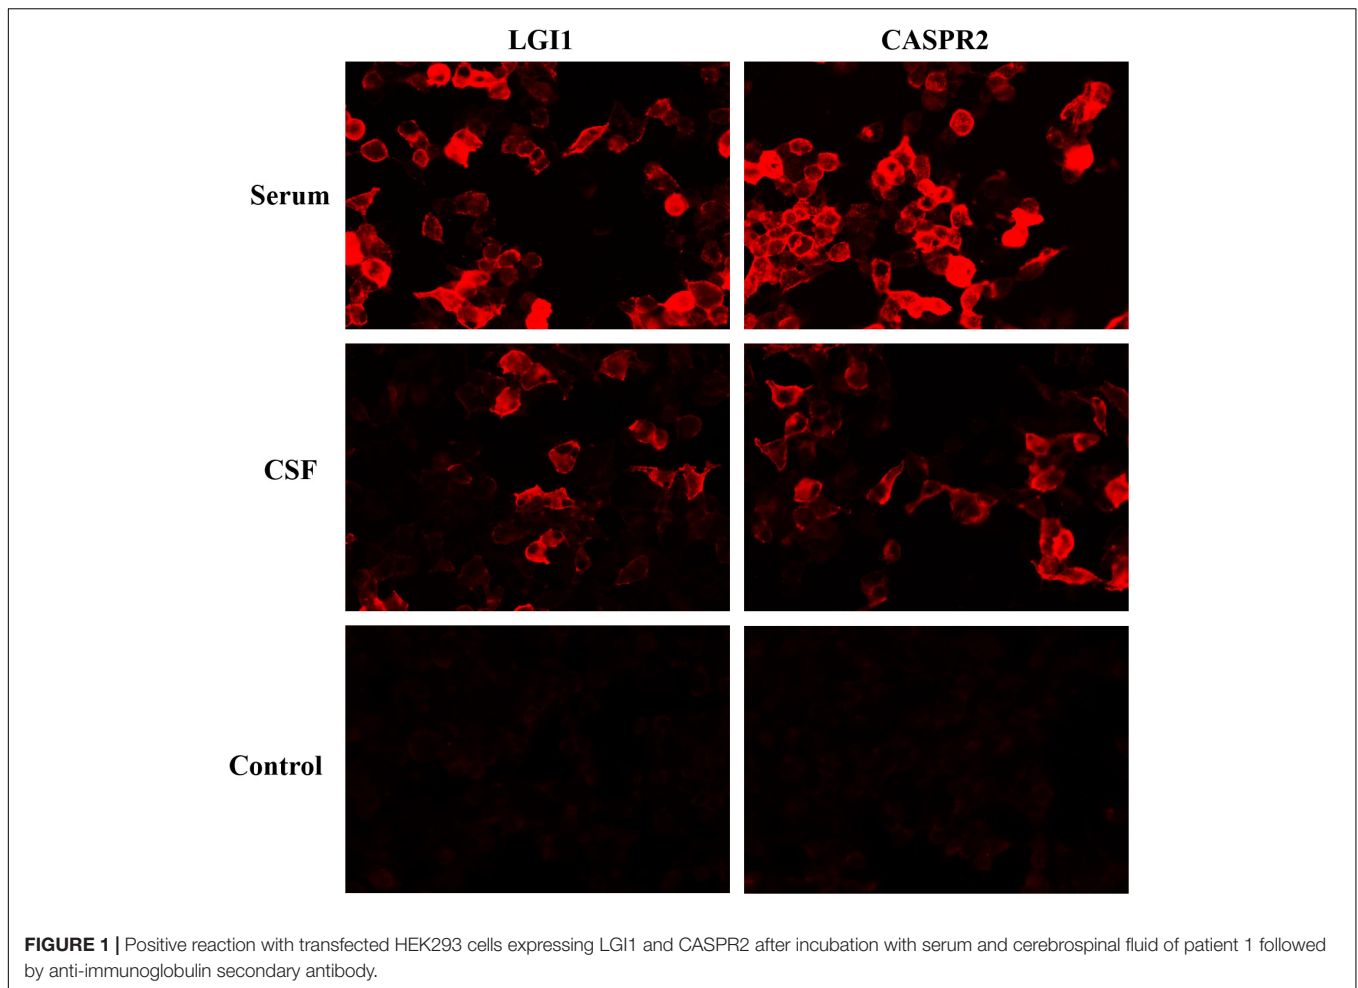 LGI1 CASPR2
Serum
CSF
Control
FIGURE 1 | Positive reaction with transfected HEK293 cells expressing LGI1 and CASPR2 after incubation with serum and cerebrospinal fluid of patient 1 followed
by anti-immunoglobulin secondary antibody.